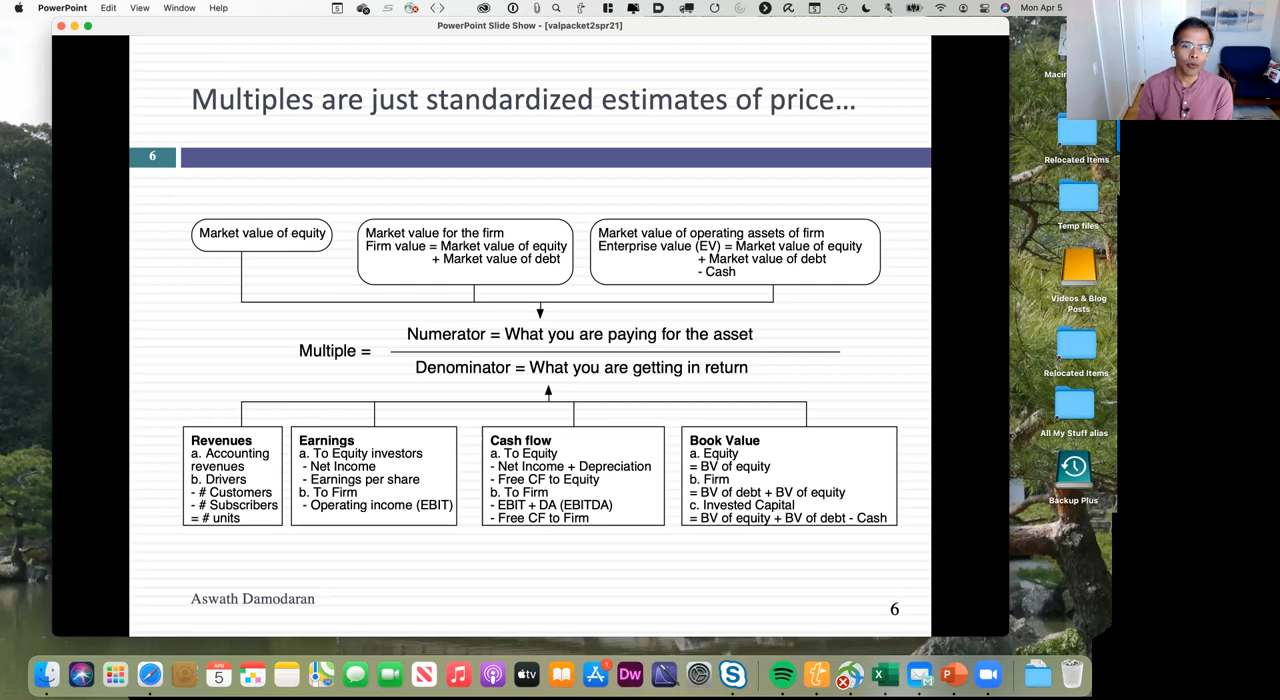 PowerPoint File Edit View Window Help
5
Mon Apr 5
PowerPoint Slide Show - [valpacket2spr21]
Multiples are just standardized estimates of price…
6
Market value of equity
Market value for the firm
Firm value = Market value of equity
+ Market value of debt
Market value of operating assets of firm
Enterprise value (EV) = Market value of equity
+ Market value of debt
- Cash
Numerator = What you are paying for the asset
Multiple =
Denominator = What you are getting in return
Revenues
a. Accounting
revenues
b. Drivers
- # Customers
- # Subscribers
= # units
Earnings
a. To Equity investors
- Net Income
- Earnings per share
b. To Firm
- Operating income (EBIT)
Cash flow
a. To Equity
- Net Income + Depreciation
- Free CF to Equity
b. To Firm
- EBIT + DA (EBITDA)
- Free CF to Firm
Book Value
a. Equity
= BV of equity
b. Firm
= BV of debt + BV of equity
c. Invested Capital
= BV of equity + BV of debt - Cash
Aswath Damodaran
6
Macin
Relocated Items
Temp files
Videos & Blog
Posts
Relocated Items
All My Stuff alias
Backup Plus
APR
5
tv
1
Dw